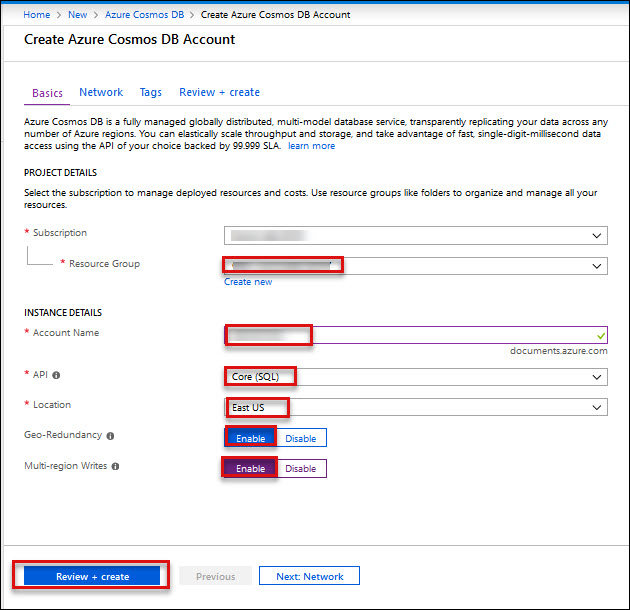 Home > New > Azure Cosmos DB > Create Azure Cosmos DB Account
Create Azure Cosmos DB Account
Basics Network Tags Review + create
Azure Cosmos DB is a fully managed globally distributed, multi-model database service, transparently replicating your data across any
number of Azure regions. You can elastically scale throughput and storage, and take advantage of fast, single-digit-millisecond data
access using the API of your choice backed by 99.999 SLA. learn more
PROJECT DETAILS
Select the subscription to manage deployed resources and costs. Use resource groups like folders to organize and manage all your
resources.
* Subscription
* Resource Group
Create new
INSTANCE DETAILS
* Account Name
documents.azure.com
* API Core (SQL)
* Location East US
Geo-Redundancy Enable Disable
Multi-region Writes Enable Disable
Review + create Previous Next: Network